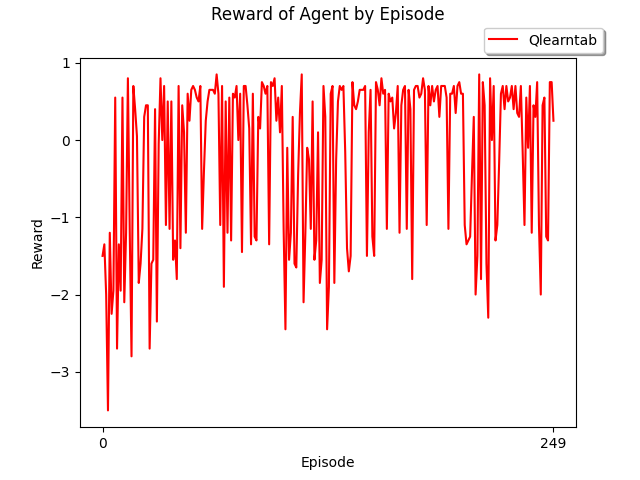 Reward of Agent by Episode
Qlearntab
1
0
−1
−2
−3
Reward
0
249
Episode